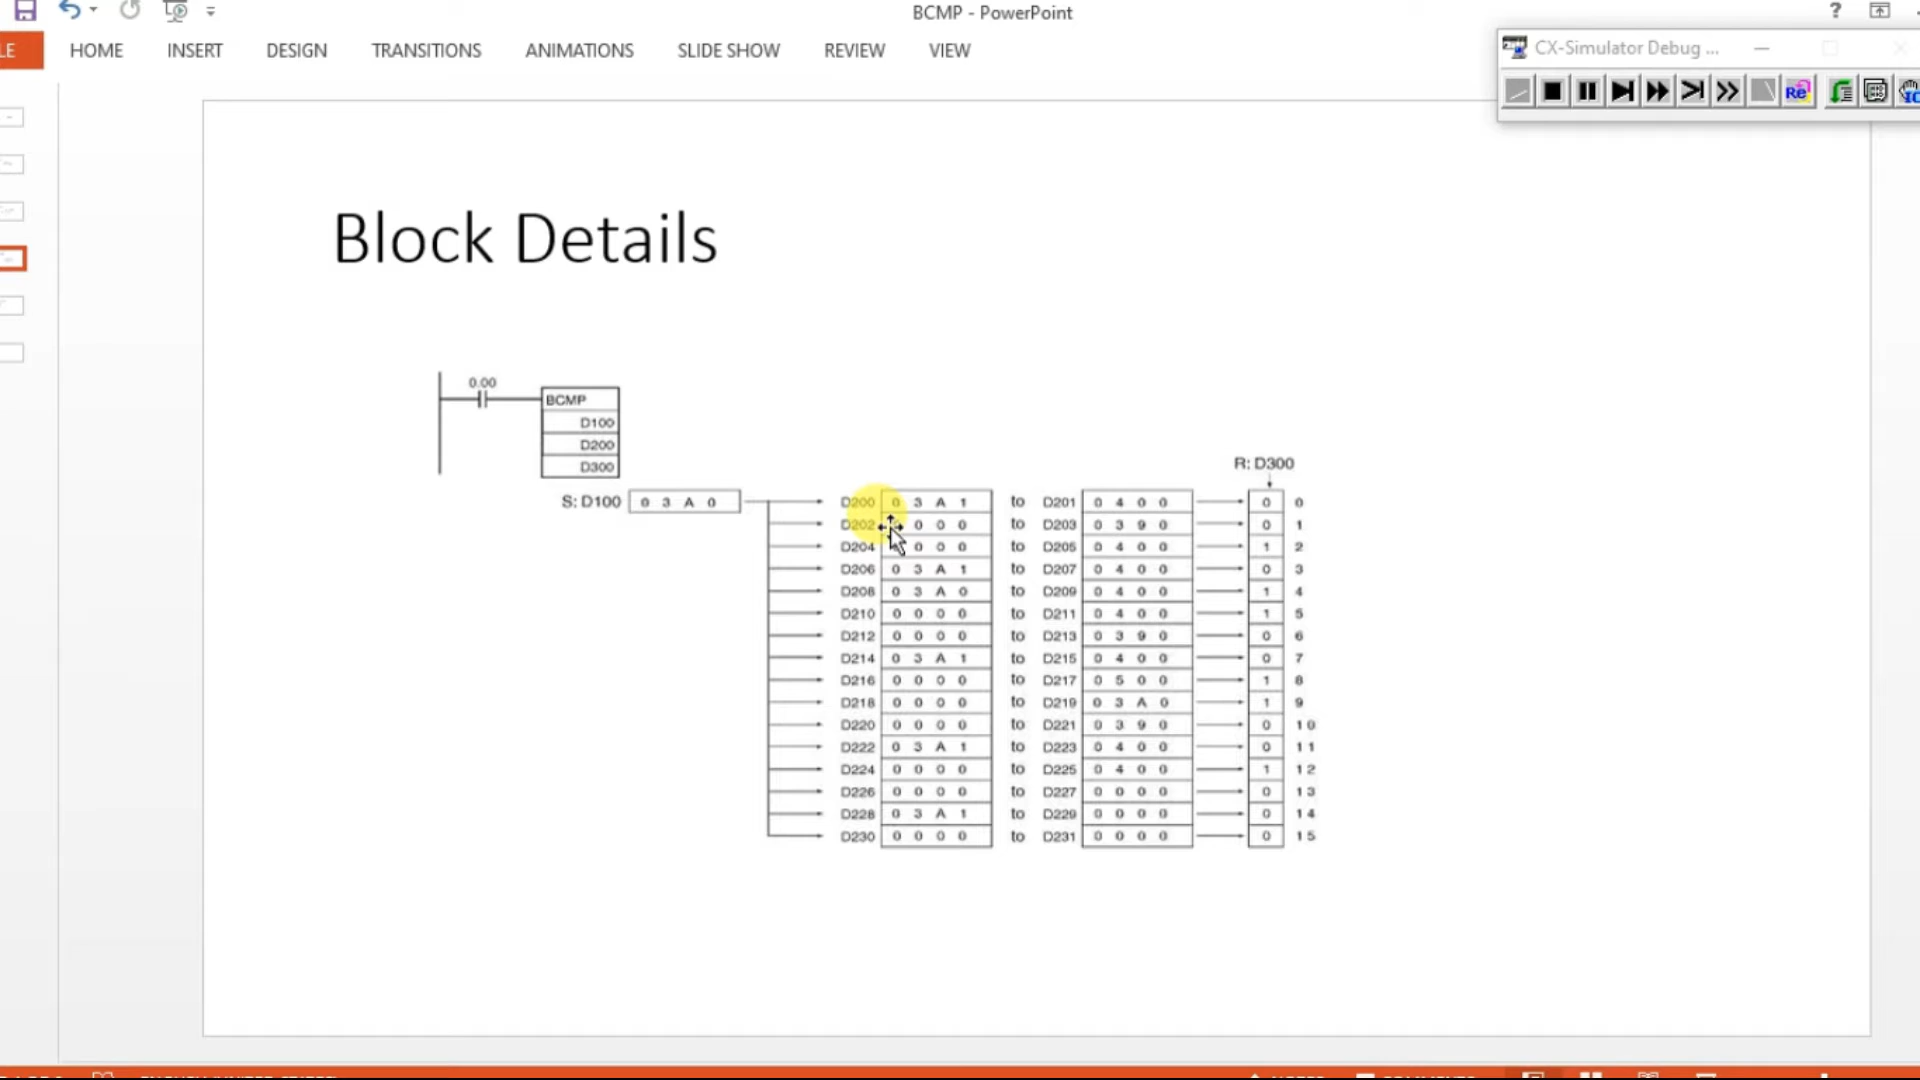 BCMP - PowerPoint
?
LE HOME INSERT DESIGN TRANSITIONS ANIMATIONS SLIDE SHOW REVIEW VIEW
CX-Simulator Debug ...
Re
Block Details
0.00
BCMP
D100
D200
D300
R: D300
S: D100 0 3 A 0 D200 0 3 A 1 to D201 0 4 0 0 0 0
D202 0 0 0 to D203 0 3 9 0 0 1
D204 0 0 0 to D205 0 4 0 0 1 2
D206 0 3 A 1 to D207 0 4 0 0 0 3
D208 0 3 A 0 to D209 0 4 0 0 1 4
D210 0 0 0 0 to D211 0 4 0 0 1 5
D212 0 0 0 0 to D213 0 3 9 0 0 6
D214 0 3 A 1 to D215 0 4 0 0 0 7
D216 0 0 0 0 to D217 0 5 0 0 1 8
D218 0 0 0 0 to D219 0 3 A 0 1 9
D220 0 0 0 0 to D221 0 3 9 0 0 10
D222 0 3 A 1 to D223 0 4 0 0 0 11
D224 0 0 0 0 to D225 0 4 0 0 1 12
D226 0 0 0 0 to D227 0 0 0 0 0 13
D228 0 3 A 1 to D229 0 0 0 0 0 14
D230 0 0 0 0 to D231 0 0 0 0 0 15